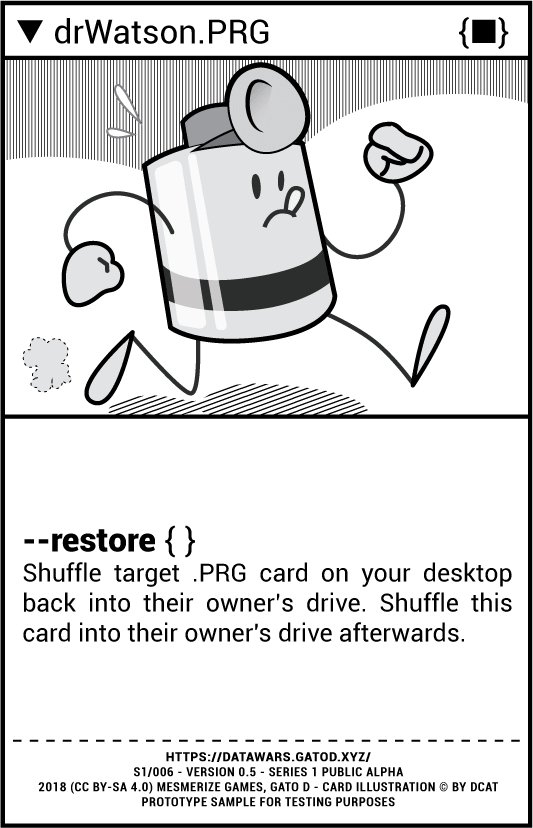 ▼ drWatson.PRG {■}
--restore { }
Shuffle target .PRG card on your desktop
back into their owner's drive. Shuffle this
card into their owner's drive afterwards.
HTTPS://DATAWARS.GATOD.XYZ/
S1/006 - VERSION 0.5 - SERIES 1 PUBLIC ALPHA
2018 (CC BY-SA 4.0) MESMERIZE GAMES, GATO D - CARD ILLUSTRATION © BY DCAT
PROTOTYPE SAMPLE FOR TESTING PURPOSES